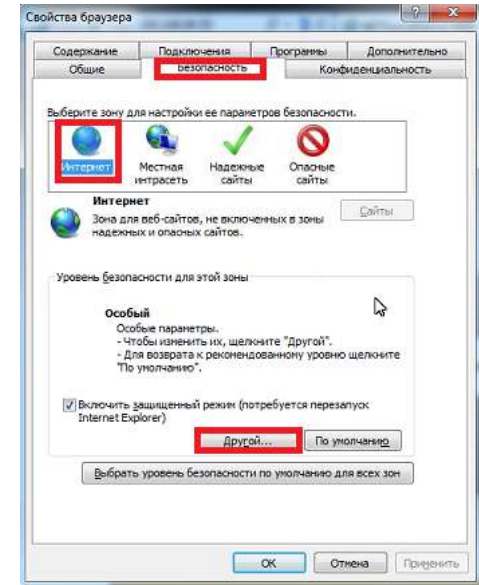 Свойства браузера
Содержание Подключения Программы Дополнительно
Общие Безопасность Конфиденциальность
Выберите зону для настройки ее параметров безопасности.
Интернет Местная интрасеть Надежные сайты Опасные сайты
Интернет
Зона для веб-сайтов, не включенных в зоны
надежных и опасных сайтов.
Сайты
Уровень безопасности для этой зоны
Особый
Особые параметры.
- Чтобы изменить их, щелкните "Другой".
- Для возврата к рекомендованному уровню щелкните
"По умолчанию".
Включить защищенный режим (потребуется перезапуск
Internet Explorer)
Другой... По умолчанию
Выбрать уровень безопасности по умолчанию для всех зон
ОК Отмена Применить